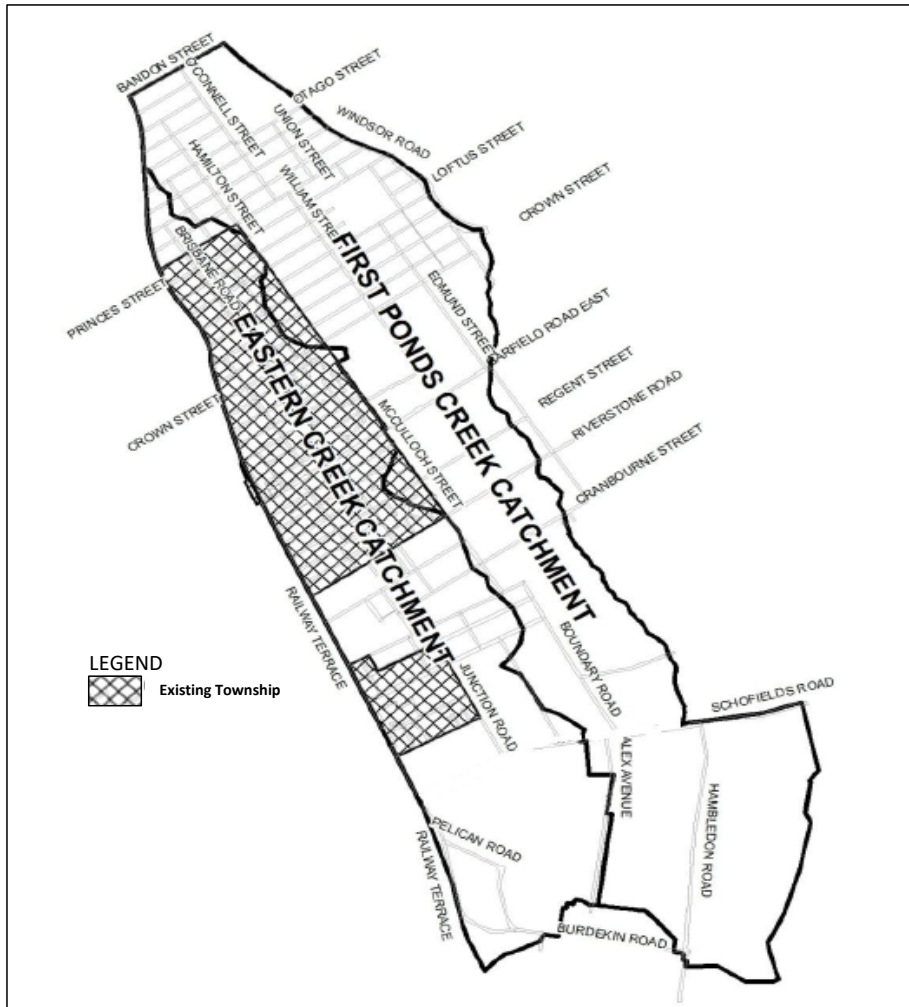 BANDON STREET
O'CONNELL STREET
OTAGO STREET
UNION STREET
WINDSOR ROAD
LOFTUS STREET
HAMILTON STREET
WILLIAM STREET
CROWN STREET
BRISBANE ROAD
PRINCES STREET
FIRST PONDS CREEK CATCHMENT
EDMUND STREET
GARFIELD ROAD EAST
EASTERN CREEK CATCHMENT
REGENT STREET
CROWN STREET
MCCULLOCH STREET
RIVERSTONE ROAD
CRANBOURNE STREET
RAILWAY TERRACE
BOUNDARY ROAD
LEGEND
Existing Township
JUNCTION ROAD
SCHOFIELDS ROAD
ALEX AVENUE
HAMBLEDON ROAD
PELICAN ROAD
RAILWAY TERRACE
BURDEKIN ROAD